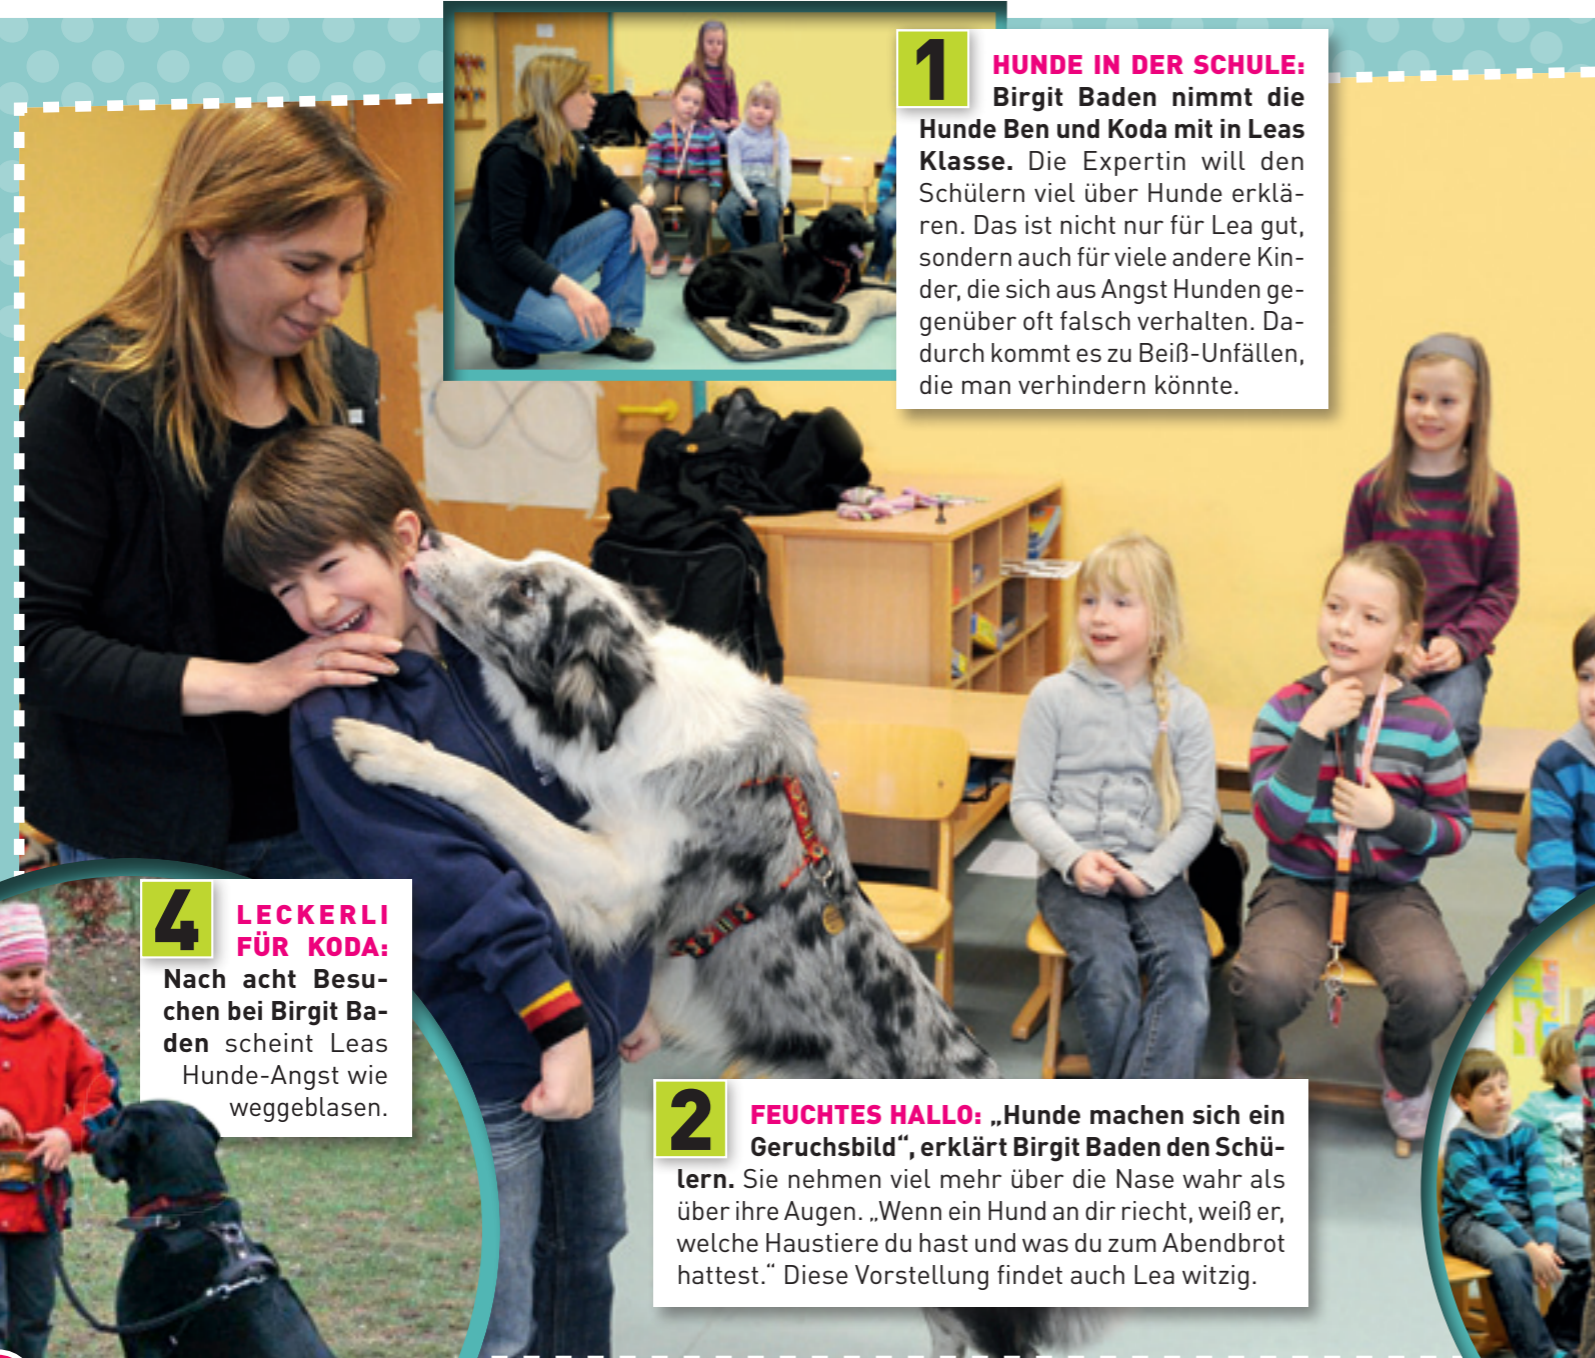 1
HUNDE IN DER SCHULE:
Birgit Baden nimmt die
Hunde Ben und Koda mit in Leas
Klasse. Die Expertin will den
Schülern viel über Hunde erklä-
ren. Das ist nicht nur für Lea gut,
sondern auch für viele andere Kin-
der, die sich aus Angst Hunden ge-
genüber oft falsch verhalten. Da-
durch kommt es zu Beiß-Unfällen,
die man verhindern könnte.
2
FEUCHTES HALLO: „Hunde machen sich ein
Geruchsbild“, erklärt Birgit Baden den Schü-
lern. Sie nehmen viel mehr über die Nase wahr als
über ihre Augen. „Wenn ein Hund an dir riecht, weiß er,
welche Haustiere du hast und was du zum Abendbrot
hattest.“ Diese Vorstellung findet auch Lea witzig.
4
LECKERLI
FÜR KODA:
Nach acht Besu-
chen bei Birgit Ba-
den scheint Leas
Hunde-Angst wie
weggeblasen.